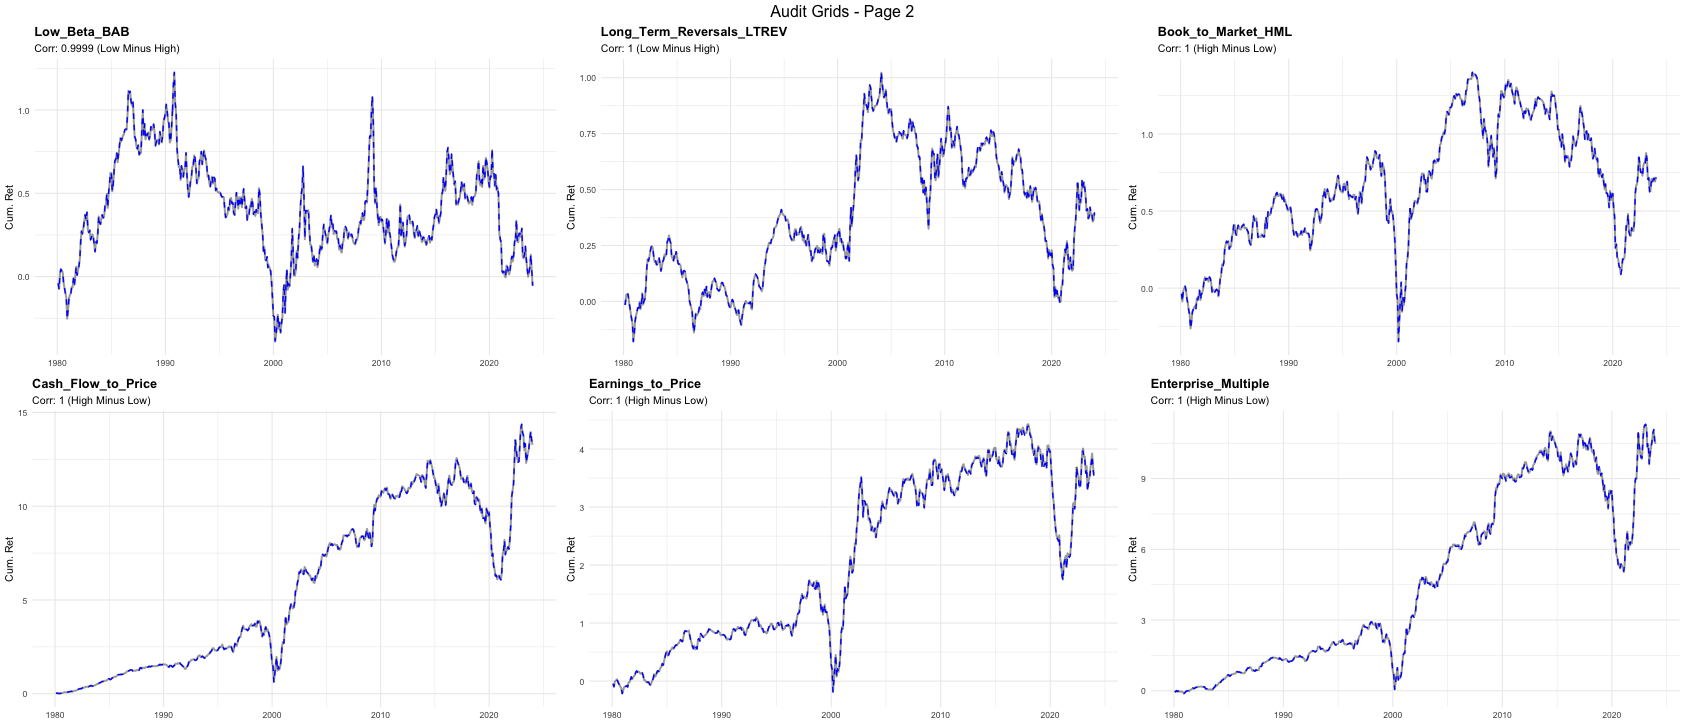 Audit Grids - Page 2
Low_Beta_BAB
Corr: 0.9999 (Low Minus High)
Cum. Ret
1.0
0.5
0.0
1980 1990 2000 2010 2020
Long_Term_Reversals_LTREV
Corr: 1 (Low Minus High)
Cum. Ret
1.00
0.75
0.50
0.25
0.00
1980 1990 2000 2010 2020
Book_to_Market_HML
Corr: 1 (High Minus Low)
Cum. Ret
1.0
0.5
0.0
1980 1990 2000 2010 2020
Cash_Flow_to_Price
Corr: 1 (High Minus Low)
Cum. Ret
15
10
5
0
1980 1990 2000 2010 2020
Earnings_to_Price
Corr: 1 (High Minus Low)
Cum. Ret
4
3
2
1
0
1980 1990 2000 2010 2020
Enterprise_Multiple
Corr: 1 (High Minus Low)
Cum. Ret
9
6
3
0
1980 1990 2000 2010 2020